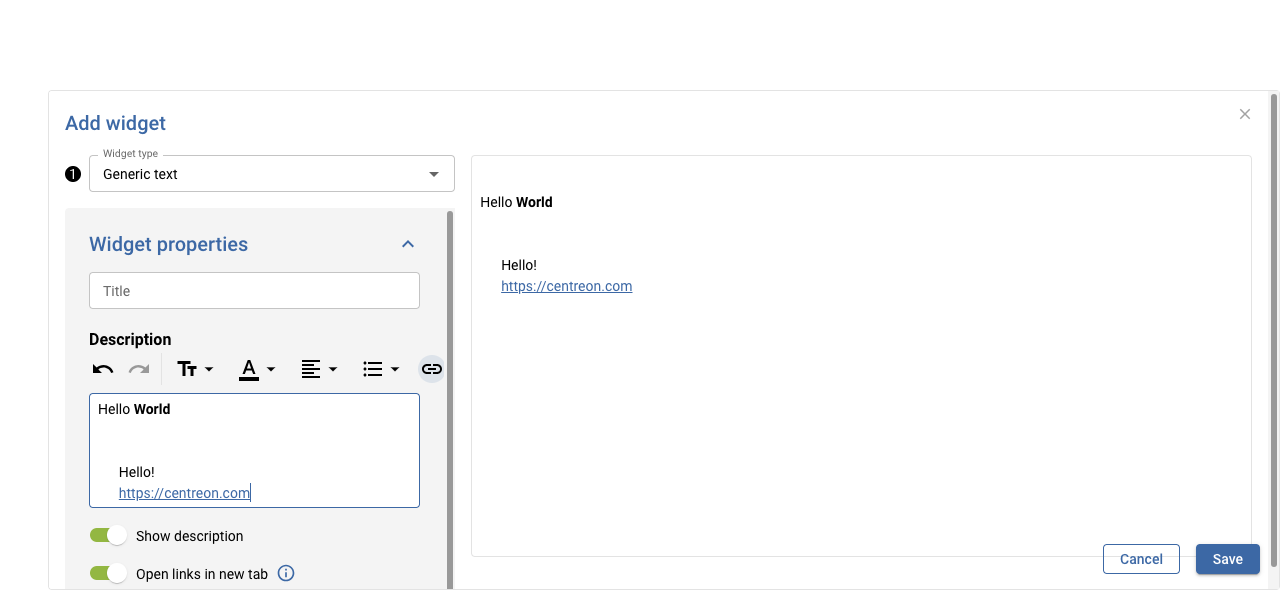 Add widget
Widget type
1
Generic text
Widget properties
Title
Description
A
Hello World
Hello!
https://centreon.com
Show description
Open links in new tab
Hello World
Hello!
https://centreon.com
Cancel
Save